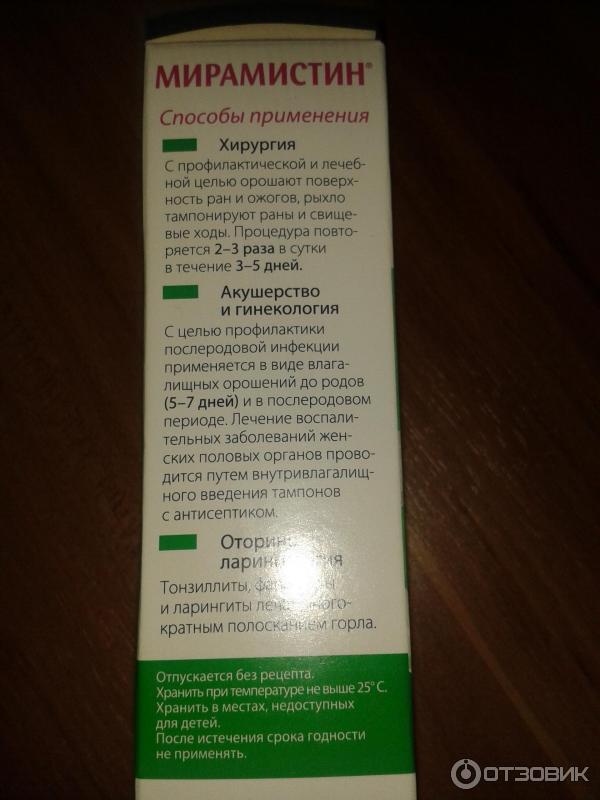 МИРАМИСТИН®
Способы применения
Хирургия
С профилактической и лечеб-
ной целью орошают поверх-
ность ран и ожогов, рыхло
тампонируют раны и свище-
вые ходы. Процедура повто-
ряется 2–3 раза в сутки
в течение 3–5 дней.
Акушерство
и гинекология
С целью профилактики
послеродовой инфекции
применяется в виде влага-
лищных орошений до родов
(5–7 дней) и в послеродовом
периоде. Лечение воспали-
тельных заболеваний жен-
ских половых органов прово-
дится путем внутривлагалищ-
ного введения тампонов
с антисептиком.
Тонзиллиты,
и ларингиты
кратным полосканием горла.
Отпускается без рецепта.
Хранить при температуре не выше 25°С.
Хранить в местах, недоступных
для детей.
После истечения срока годности
не применять.
ОТЗОВИК